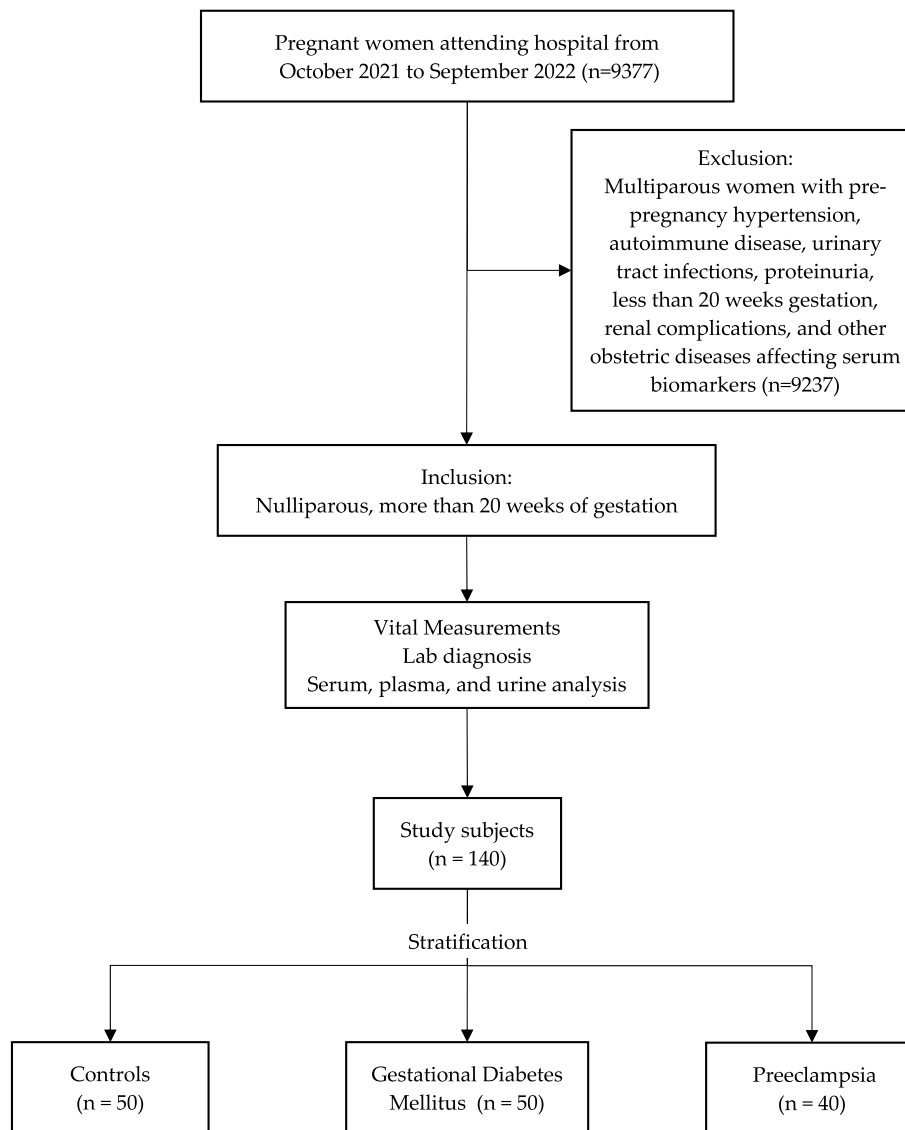 Pregnant women attending hospital from
October 2021 to September 2022 (n=9377)
Exclusion:
Multiparous women with pre-
pregnancy hypertension,
autoimmune disease, urinary
tract infections, proteinuria,
less than 20 weeks gestation,
renal complications, and other
obstetric diseases affecting serum
biomarkers (n=9237)
Inclusion:
Nulliparous, more than 20 weeks of gestation
Vital Measurements
Lab diagnosis
Serum, plasma, and urine analysis
Study subjects
(n = 140)
Stratification
Controls
(n = 50)
Gestational Diabetes
Mellitus (n = 50)
Preeclampsia
(n = 40)